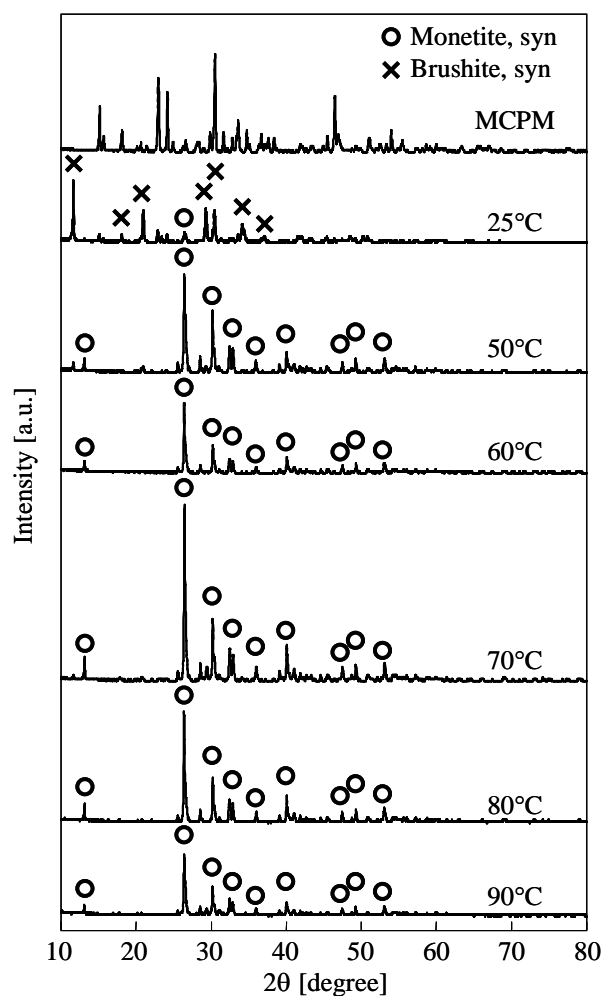 Monetite, syn
Brushite, syn
MCPM
25°C
50°C
60°C
70°C
80°C
90°C
Intensity [a.u.]
10 20 30 40 50 60 70 80
2θ [degree]